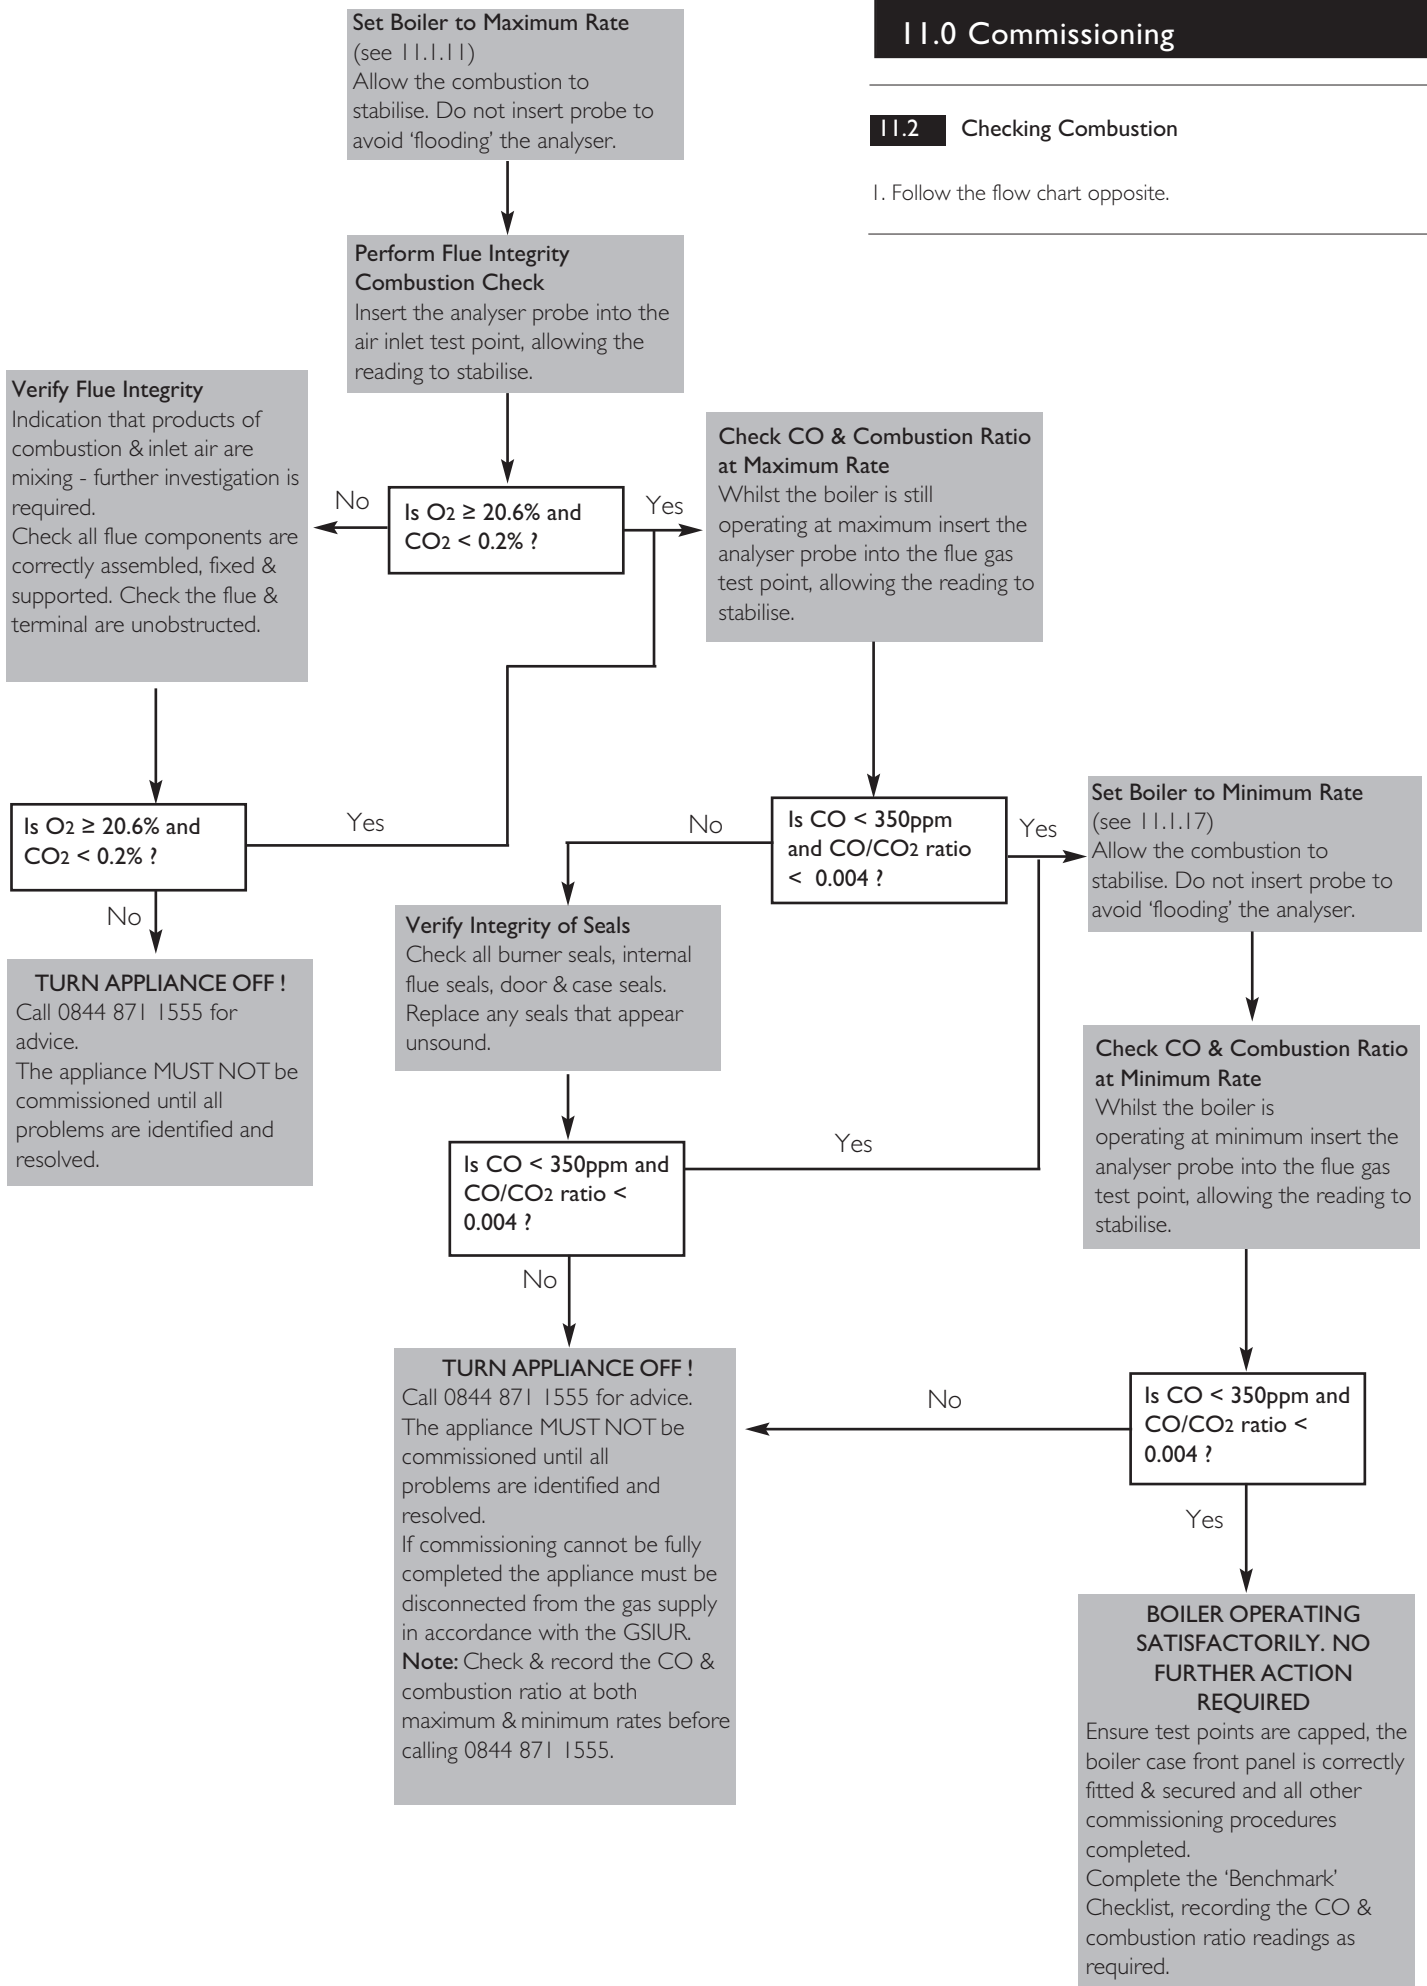 11.0 Commissioning
11.2 Checking Combustion
1. Follow the flow chart opposite.
Set Boiler to Maximum Rate
(see 11.1.11)
Allow the combustion to
stabilise. Do not insert probe to
avoid ‘flooding’ the analyser.
Perform Flue Integrity
Combustion Check
Insert the analyser probe into the
air inlet test point, allowing the
reading to stabilise.
Is O2 ≥ 20.6% and
CO2 < 0.2% ?
No
Yes
Verify Flue Integrity
Indication that products of
combustion & inlet air are
mixing - further investigation is
required.
Check all flue components are
correctly assembled, fixed &
supported. Check the flue &
terminal are unobstructed.
Is O2 ≥ 20.6% and
CO2 < 0.2% ?
Yes
No
TURN APPLIANCE OFF !
Call 0844 871 1555 for
advice.
The appliance MUST NOT be
commissioned until all
problems are identified and
resolved.
Check CO & Combustion Ratio
at Maximum Rate
Whilst the boiler is still
operating at maximum insert the
analyser probe into the flue gas
test point, allowing the reading to
stabilise.
Is CO < 350ppm
and CO/CO2 ratio
< 0.004 ?
No
Yes
Verify Integrity of Seals
Check all burner seals, internal
flue seals, door & case seals.
Replace any seals that appear
unsound.
Is CO < 350ppm and
CO/CO2 ratio <
0.004 ?
Yes
No
TURN APPLIANCE OFF !
Call 0844 871 1555 for advice.
The appliance MUST NOT be
commissioned until all
problems are identified and
resolved.
If commissioning cannot be fully
completed the appliance must be
disconnected from the gas supply
in accordance with the GSIUR.
Note: Check & record the CO &
combustion ratio at both
maximum & minimum rates before
calling 0844 871 1555.
Set Boiler to Minimum Rate
(see 11.1.17)
Allow the combustion to
stabilise. Do not insert probe to
avoid ‘flooding’ the analyser.
Check CO & Combustion Ratio
at Minimum Rate
Whilst the boiler is
operating at minimum insert the
analyser probe into the flue gas
test point, allowing the reading to
stabilise.
Is CO < 350ppm and
CO/CO2 ratio <
0.004 ?
No
Yes
BOILER OPERATING
SATISFACTORILY. NO
FURTHER ACTION
REQUIRED
Ensure test points are capped, the
boiler case front panel is correctly
fitted & secured and all other
commissioning procedures
completed.
Complete the ‘Benchmark’
Checklist, recording the CO &
combustion ratio readings as
required.